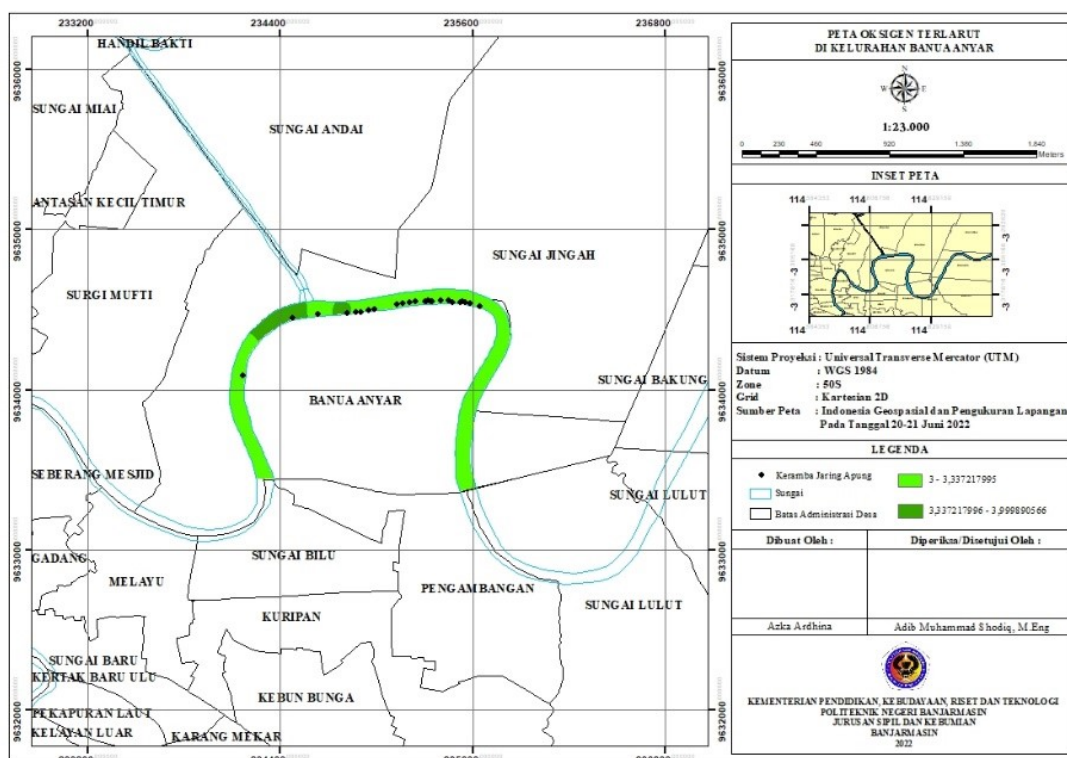 233200
234400
235600
236800
9636000
9635000
9634000
9633000
9632000
9636000
9635000
9634000
9633000
9632000
HANDIL BAKTI
SUNGAI MIAI
SUNGAI ANDAI
ANTASAN KECIL TIMUR
SUNGAI JINGAH
SURGI MUFTI
SUNGAI BAKUNG
BANUA ANYAR
SEBERANG MESJID
SUNGAI LULUT
SUNGAI BILU
GADANG
MELAYU
PENGAMBANGAN
SUNGAI LULUT
KURIPAN
SUNGAI BARU
KERTAK BARU ULU
KEBUN BUNGA
PEKAPURAN LAUT
KELAYAN LUAR
KARANG MEKAR
PETA OKSIGEN TERLARUT
DI KELURAHAN BANUA ANYAR
N
W E
S
1:23.000
0 230 460 920 1.380 1.840
Meters
INSET PETA
114 114 114
-3 -3
-3 -3
-3 -3
114 114 114
Sistem Proyeksi : Universal Transverse Mercator (UTM)
Datum : WGS 1984
Zone : 50S
Grid : Kartesian 2D
Sumber Peta : Indonesia Geospasial dan Pengukuran Lapangan
Pada Tanggal 20-21 Juni 2022
LEGENDA
Keramba Jaring Apung
Sungai
Batas Administrasi Desa
3 - 3,337217995
3,337217996 - 3,999890566
Dibuat Oleh :
Diperiksa/Disetujui Oleh :
Azka Ardhina
Adib Muhammad Shodiq, M.Eng
KEMENTERIAN PENDIDIKAN, KEBUDAYAAN, RISET DAN TEKNOLOGI
POLITEKNIK NEGERI BANJARMASIN
JURUSAN SIPIL DAN KEBUMIAN
BANJARMASIN
2022